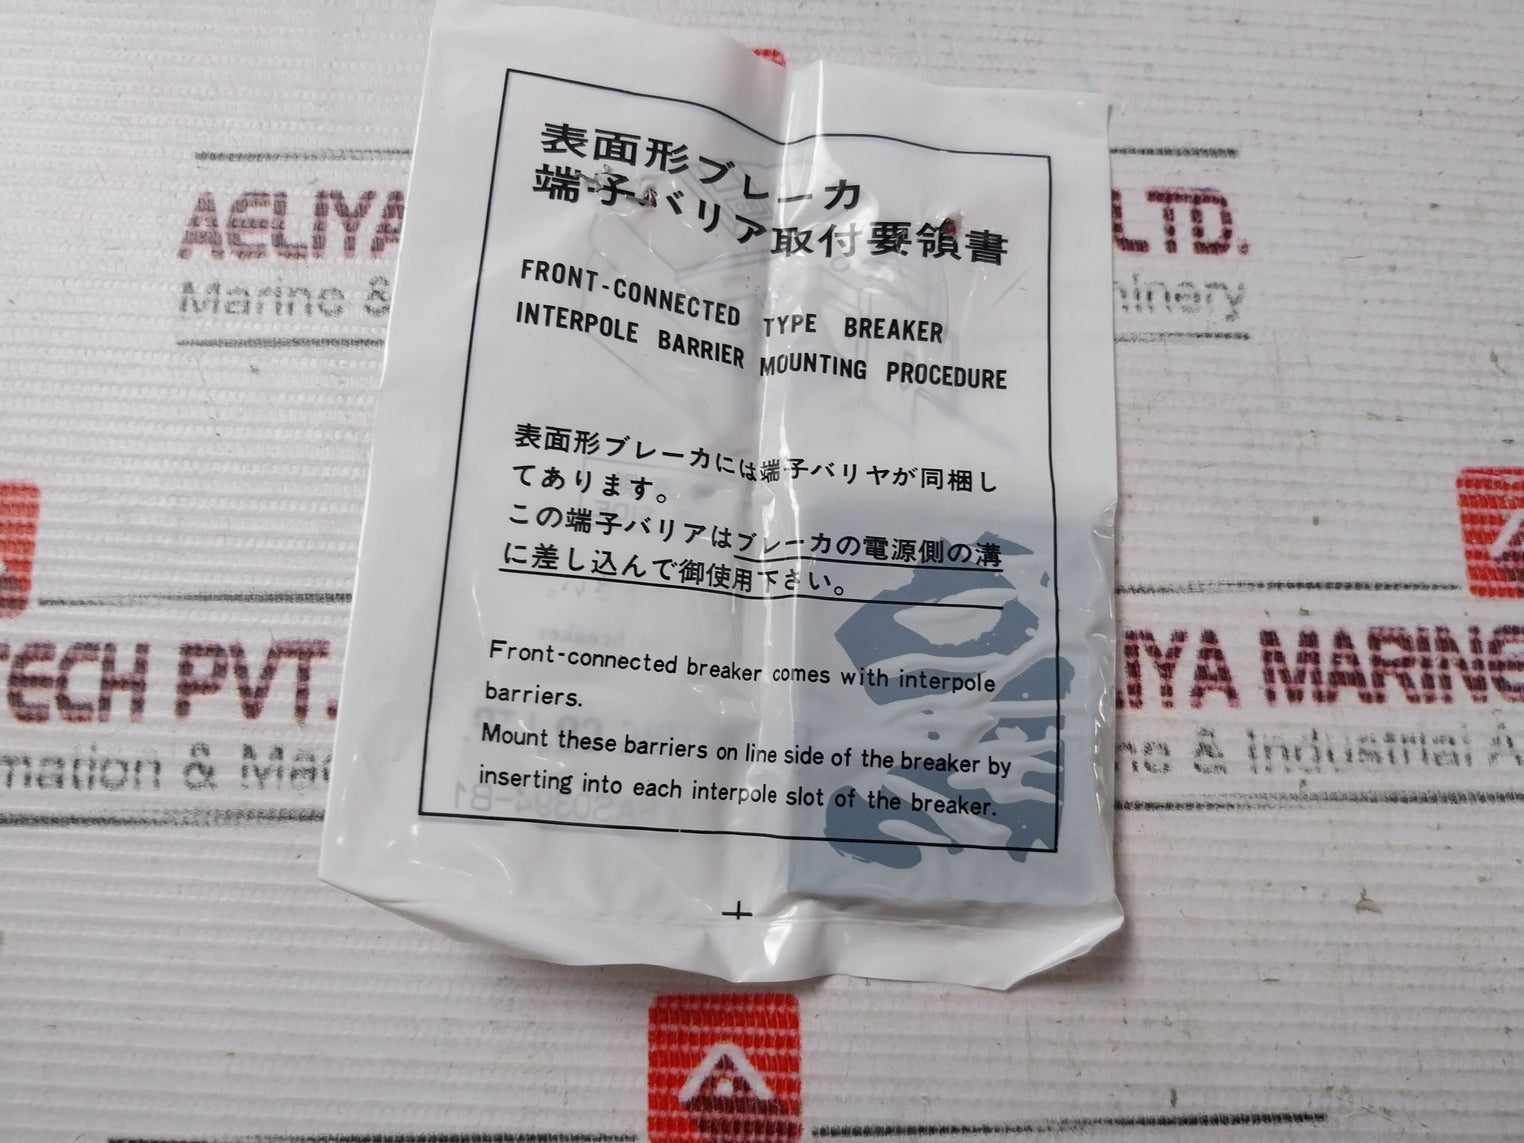 表面形ブレーカ
端子バリア取付要領書
FRONT-CONNECTED TYPE BREAKER
INTERPOLE BARRIER MOUNTING PROCEDURE
表面形ブレーカには端子バリヤが同梱し
てあります。
この端子バリアはブレーカの電源側の溝
に差し込んで御使用下さい。
Front-connected breaker comes with interpole
barriers.
Mount these barriers on line side of the breaker by
inserting into each interpole slot of the breaker.
AELIYA LTD.
Marine &
TECH PVT. LIYA MARINE
mation & & Industrial A